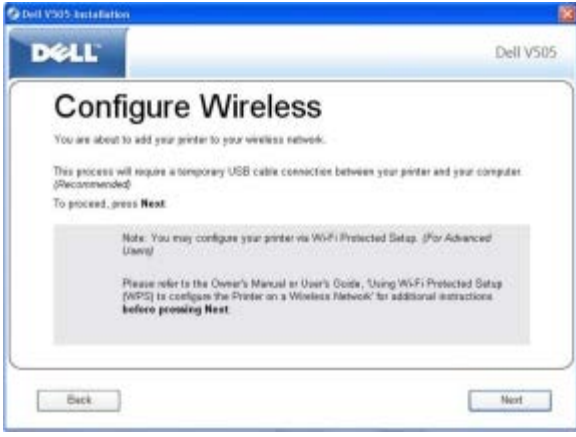 Dell V505 Installation
DELL
Dell V505
Configure Wireless
You are about to add your printer to your wireless network.
This process will require a temporary USB cable connection between your printer and your computer.
(Recommended)
To proceed, press Next.
Note: You may configure your printer via Wi-Fi Protected Setup. (For Advanced
Users)
Please refer to the Owner's Manual or User's Guide, 'Using Wi-Fi Protected Setup
(WPS) to configure the Printer on a Wireless Network' for additional instructions
before pressing Next.
Back
Next